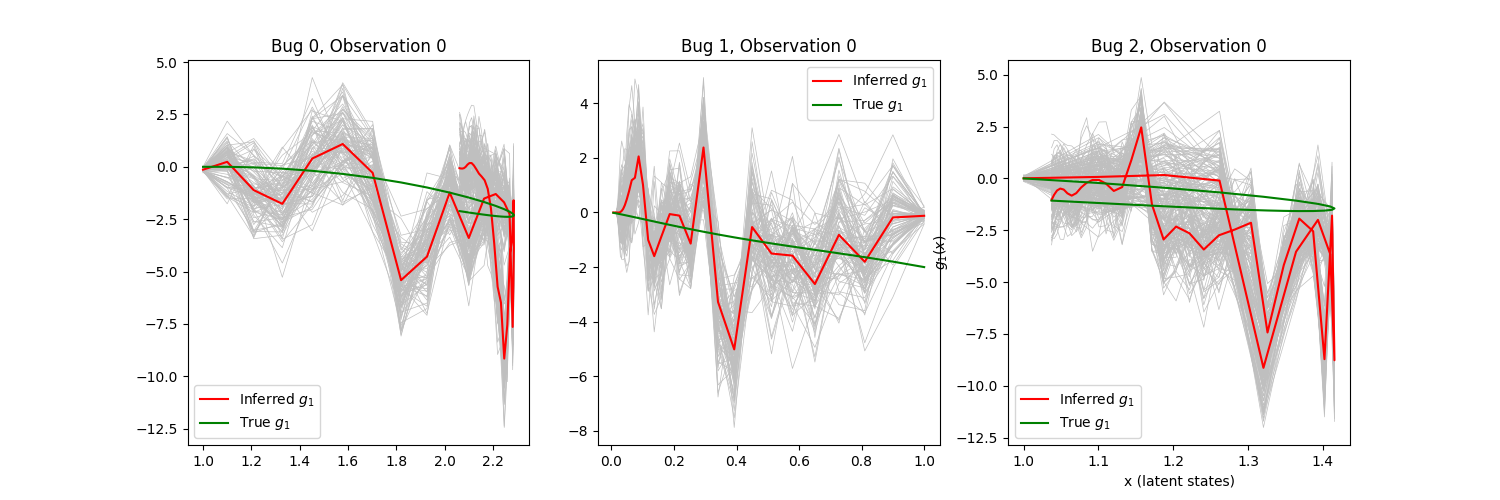 Bug 0, Observation 0
5.0
2.5
0.0
−2.5
−5.0
−7.5
−10.0
−12.5
1.0 1.2 1.4 1.6 1.8 2.0 2.2
Inferred g₁
True g₁
Bug 1, Observation 0
4
2
0
−2
−4
−6
−8
0.0 0.2 0.4 0.6 0.8 1.0
Inferred g₁
True g₁
Bug 2, Observation 0
g₁(x)
5.0
2.5
0.0
−2.5
−5.0
−7.5
−10.0
−12.5
1.0 1.1 1.2 1.3 1.4
x (latent states)
Inferred g₁
True g₁